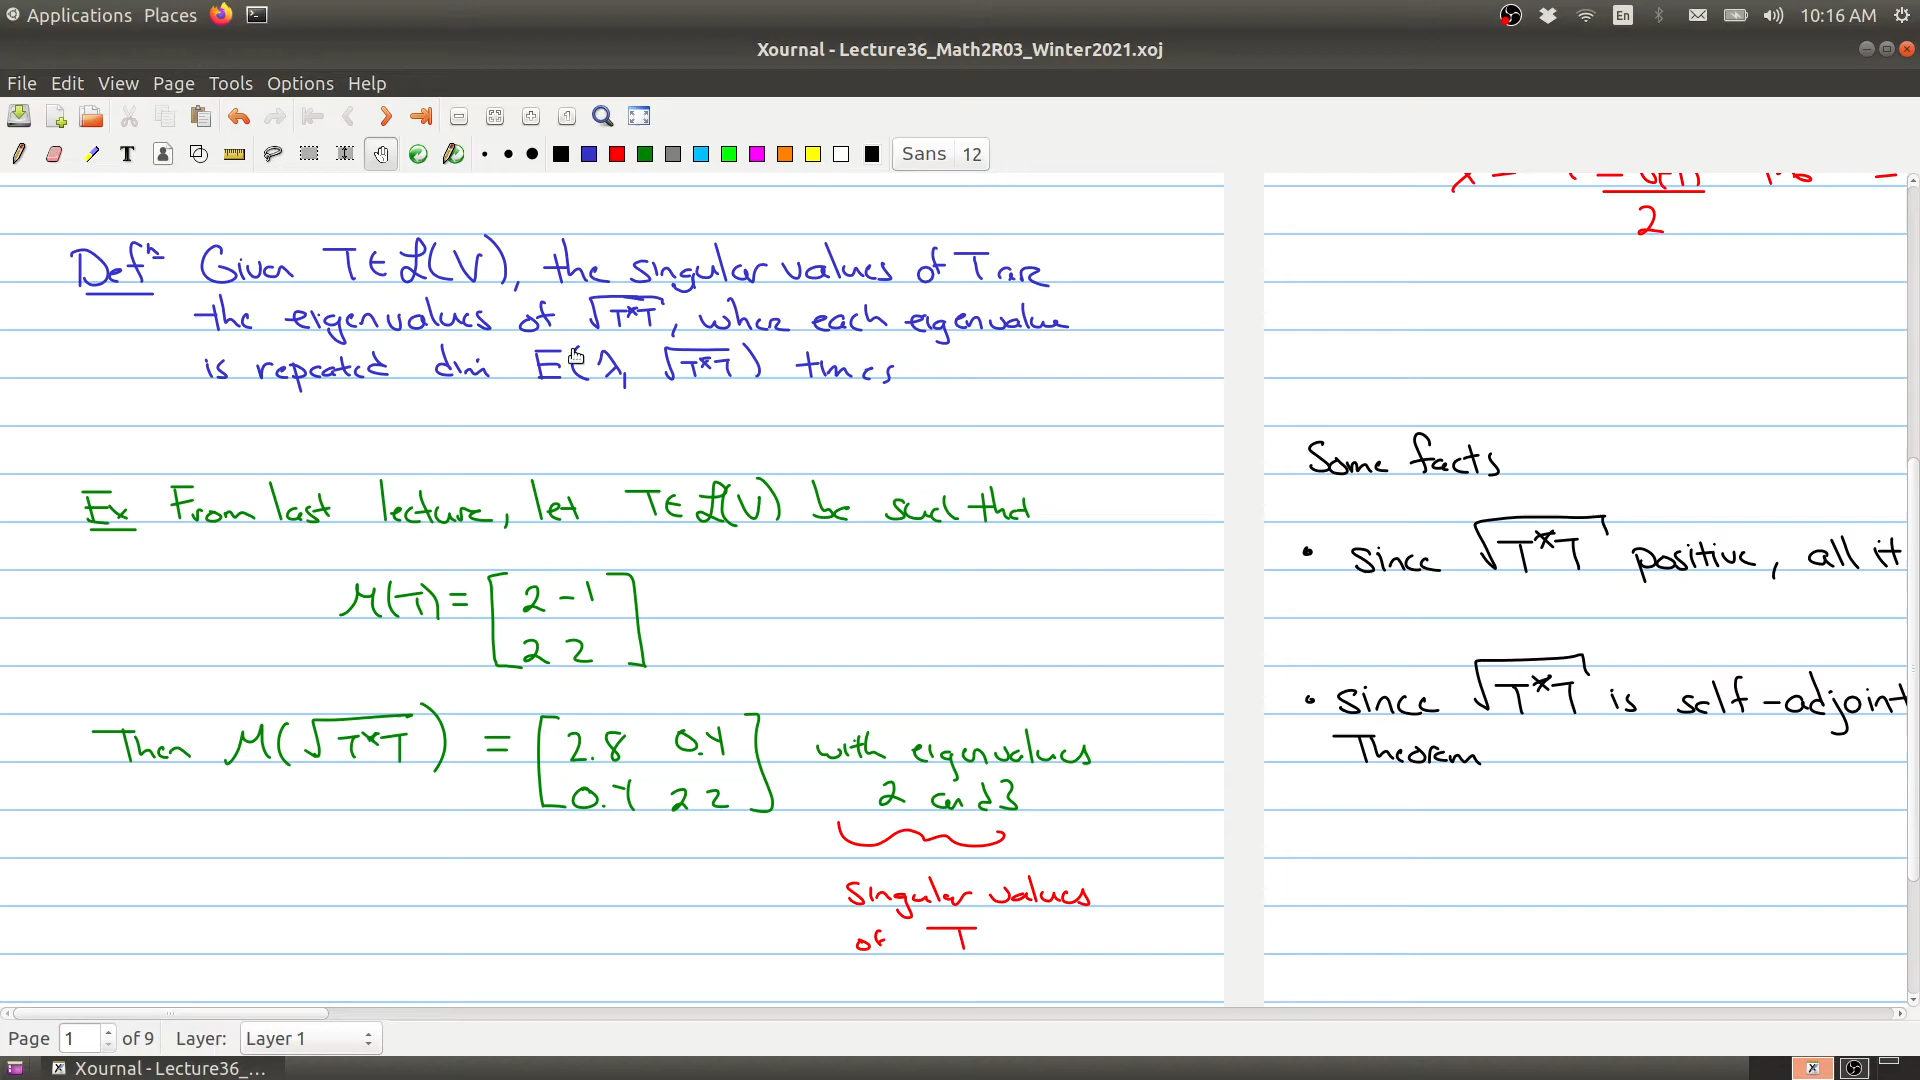 Applications Places En 10:16 AM
Xournal - Lecture36_Math2R03_Winter2021.xoj
File Edit View Page Tools Options Help
Sans 12
Defⁿ Given T∈ℒ(V), the singular values of T are
the eigenvalues of √T*T, where each eigenvalue
is repeated dim E(λ, √T*T) times
Ex From last lecture, let T∈ℒ(V) be such that
M(T) = [2 -1
2 2]
Then M(√T*T) = [2.8 0.4 with eigenvalues
0.4 2 2] 2 and 3
singular values
of T
2
Some facts
• since √T*T positive, all it
• since √T*T is self-adjoint
Theorem
Page 1 of 9 Layer: Layer 1
Xournal - Lecture36_...